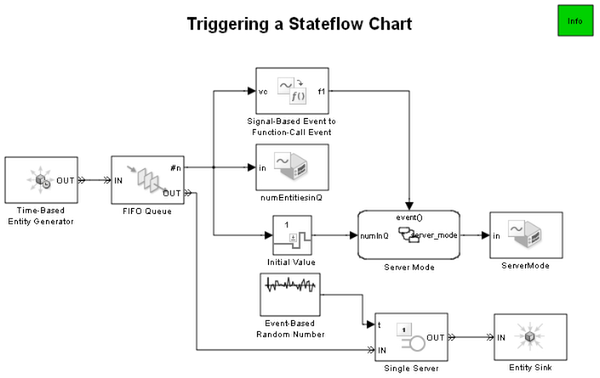 Triggering a Stateflow Chart
Info
vc
f1
f()
Signal-Based Event to
Function-Call Event
#n
IN
OUT
FIFO Queue
OUT
Time-Based
Entity Generator
in
numEntitiesinQ
1
Initial Value
event()
numInQ
server_mode
Server Mode
in
ServerMode
Event-Based
Random Number
t
1
OUT
IN
Single Server
IN
Entity Sink